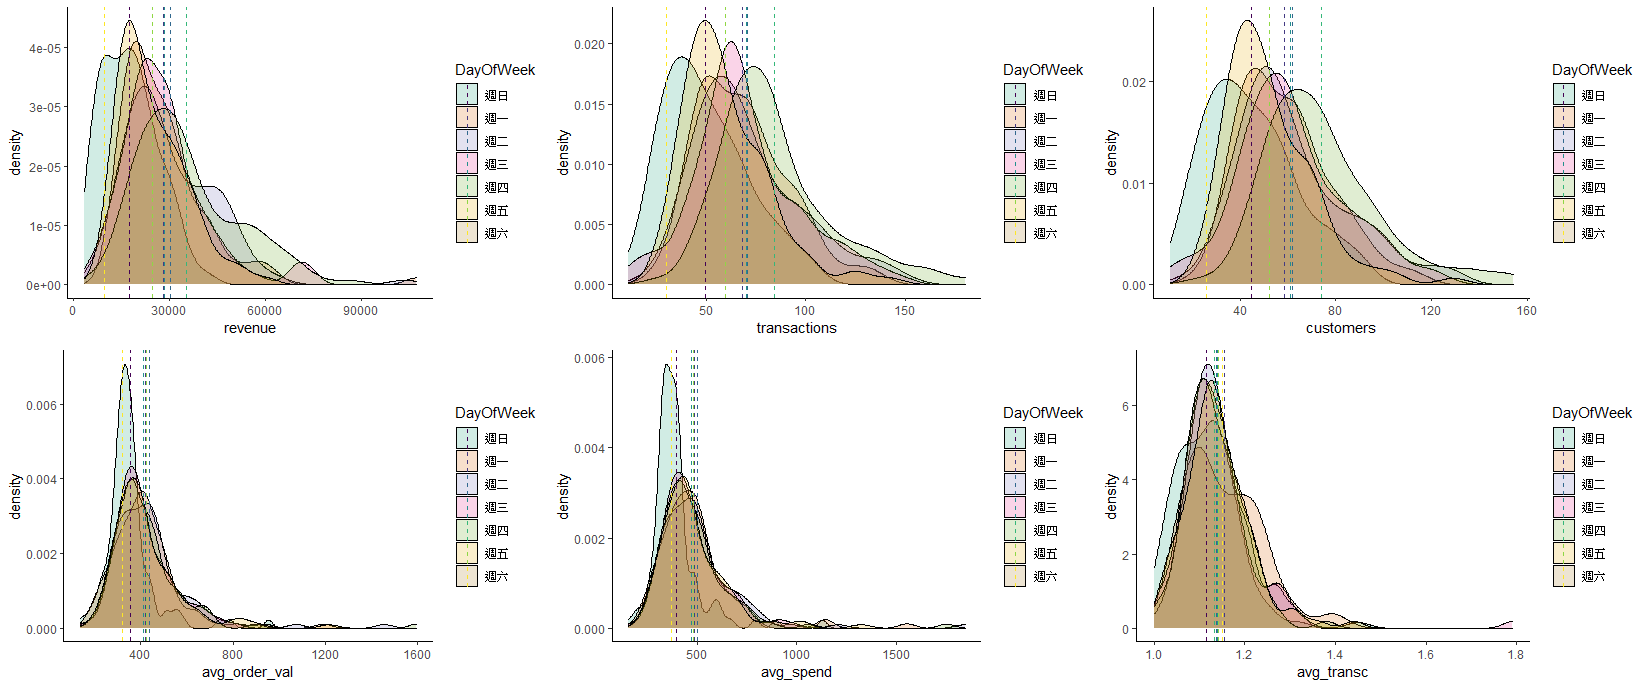 4e-05
3e-05
2e-05
1e-05
0e+00
density
0
30000
60000
90000
revenue
DayOfWeek
週日
週一
週二
週三
週四
週五
週六
0.020
0.015
0.010
0.005
0.000
density
50
100
150
transactions
DayOfWeek
週日
週一
週二
週三
週四
週五
週六
0.02
0.01
0.00
density
40
80
120
160
customers
DayOfWeek
週日
週一
週二
週三
週四
週五
週六
0.006
0.004
0.002
0.000
density
400
800
1200
1600
avg_order_val
DayOfWeek
週日
週一
週二
週三
週四
週五
週六
0.006
0.004
0.002
0.000
density
500
1000
1500
avg_spend
DayOfWeek
週日
週一
週二
週三
週四
週五
週六
6
4
2
0
density
1.0
1.2
1.4
1.6
1.8
avg_transc
DayOfWeek
週日
週一
週二
週三
週四
週五
週六